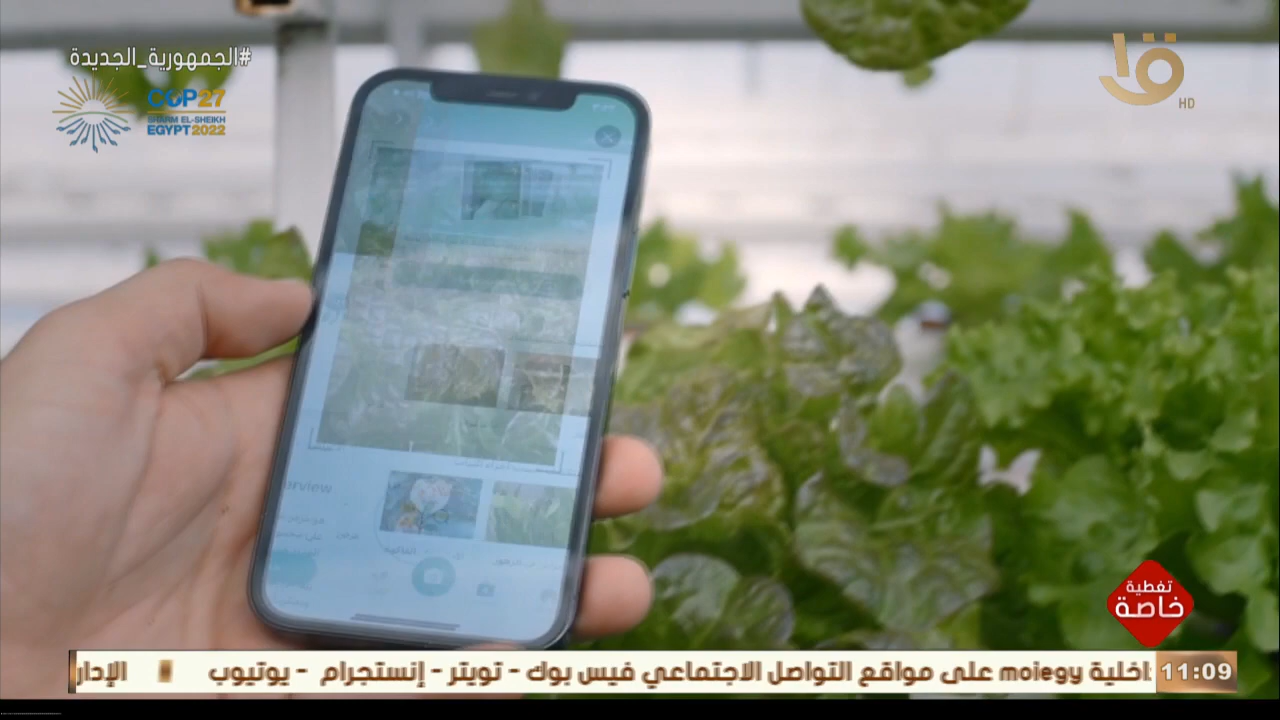 #الجمهورية_الجديدة
COP27
SHARM EL-SHEIKH
EGYPT 2022
HD
تغطية
خاصة
اخلية moiegy على مواقع التواصل الاجتماعي فيس بوك - تويتر - إنستجرام - يوتيوب الإدار
11:09